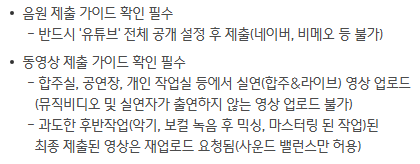 • 음원 제출 가이드 확인 필수
- 반드시 '유튜브' 전체 공개 설정 후 제출(네이버, 비메오 등 불가)
• 동영상 제출 가이드 확인 필수
- 합주실, 공연장, 개인 작업실 등에서 실연(합주&라이브) 영상 업로드
(뮤직비디오 및 실연자가 출연하지 않는 영상 업로드 불가)
- 과도한 후반작업(악기, 보컬 녹음 후 믹싱, 마스터링 된 작업)된
최종 제출된 영상은 재업로드 요청됨(사운드 밸런스만 허용)